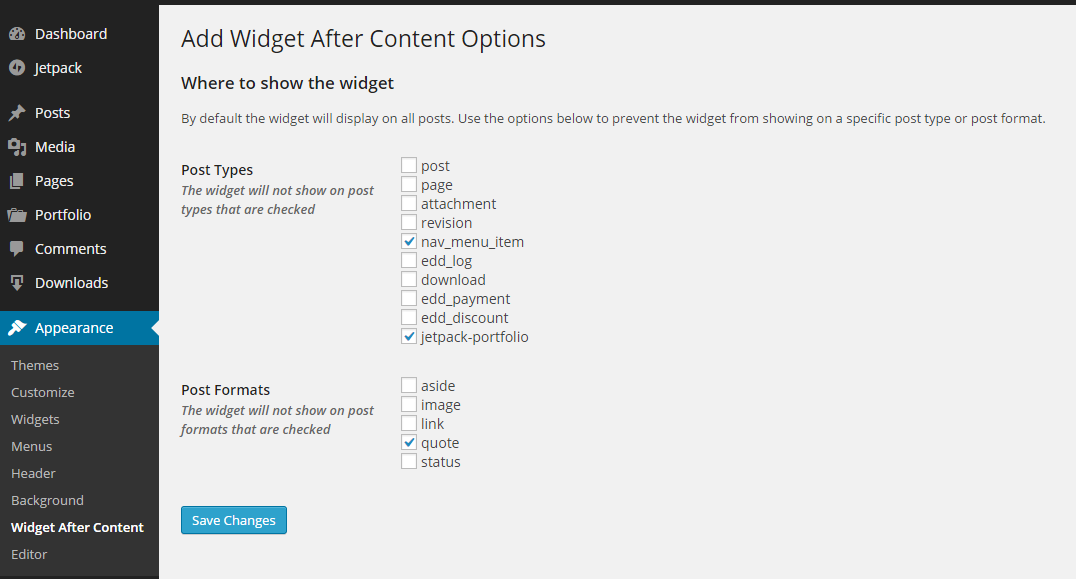 Dashboard
Jetpack
Posts
Media
Pages
Portfolio
Comments
Downloads
Appearance
Themes
Customize
Widgets
Menus
Header
Background
Widget After Content
Editor
Add Widget After Content Options
Where to show the widget
By default the widget will display on all posts. Use the options below to prevent the widget from showing on a specific post type or post format.
Post Types
The widget will not show on post
types that are checked
post
page
attachment
revision
nav_menu_item
edd_log
download
edd_payment
edd_discount
jetpack-portfolio
Post Formats
The widget will not show on post
formats that are checked
aside
image
link
quote
status
Save Changes